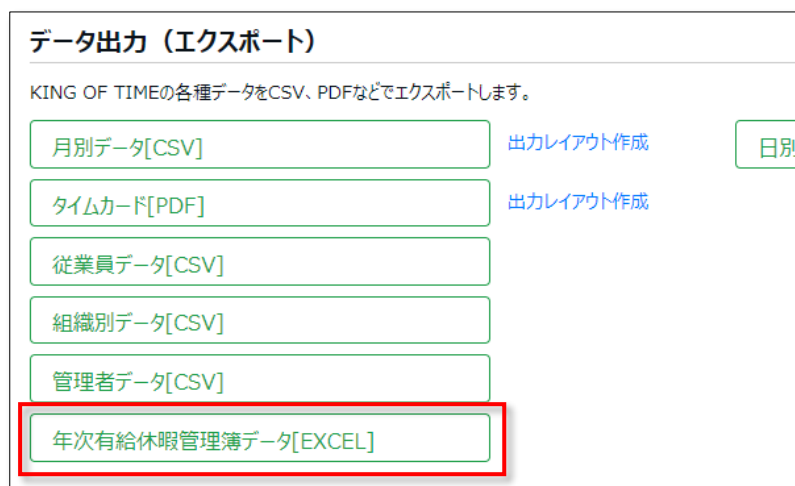 データ出力（エクスポート）
KING OF TIMEの各種データをCSV、PDFなどでエクスポートします。
月別データ[CSV] 出力レイアウト作成 日別
タイムカード[PDF] 出力レイアウト作成
従業員データ[CSV]
組織別データ[CSV]
管理者データ[CSV]
年次有給休暇管理簿データ[EXCEL]